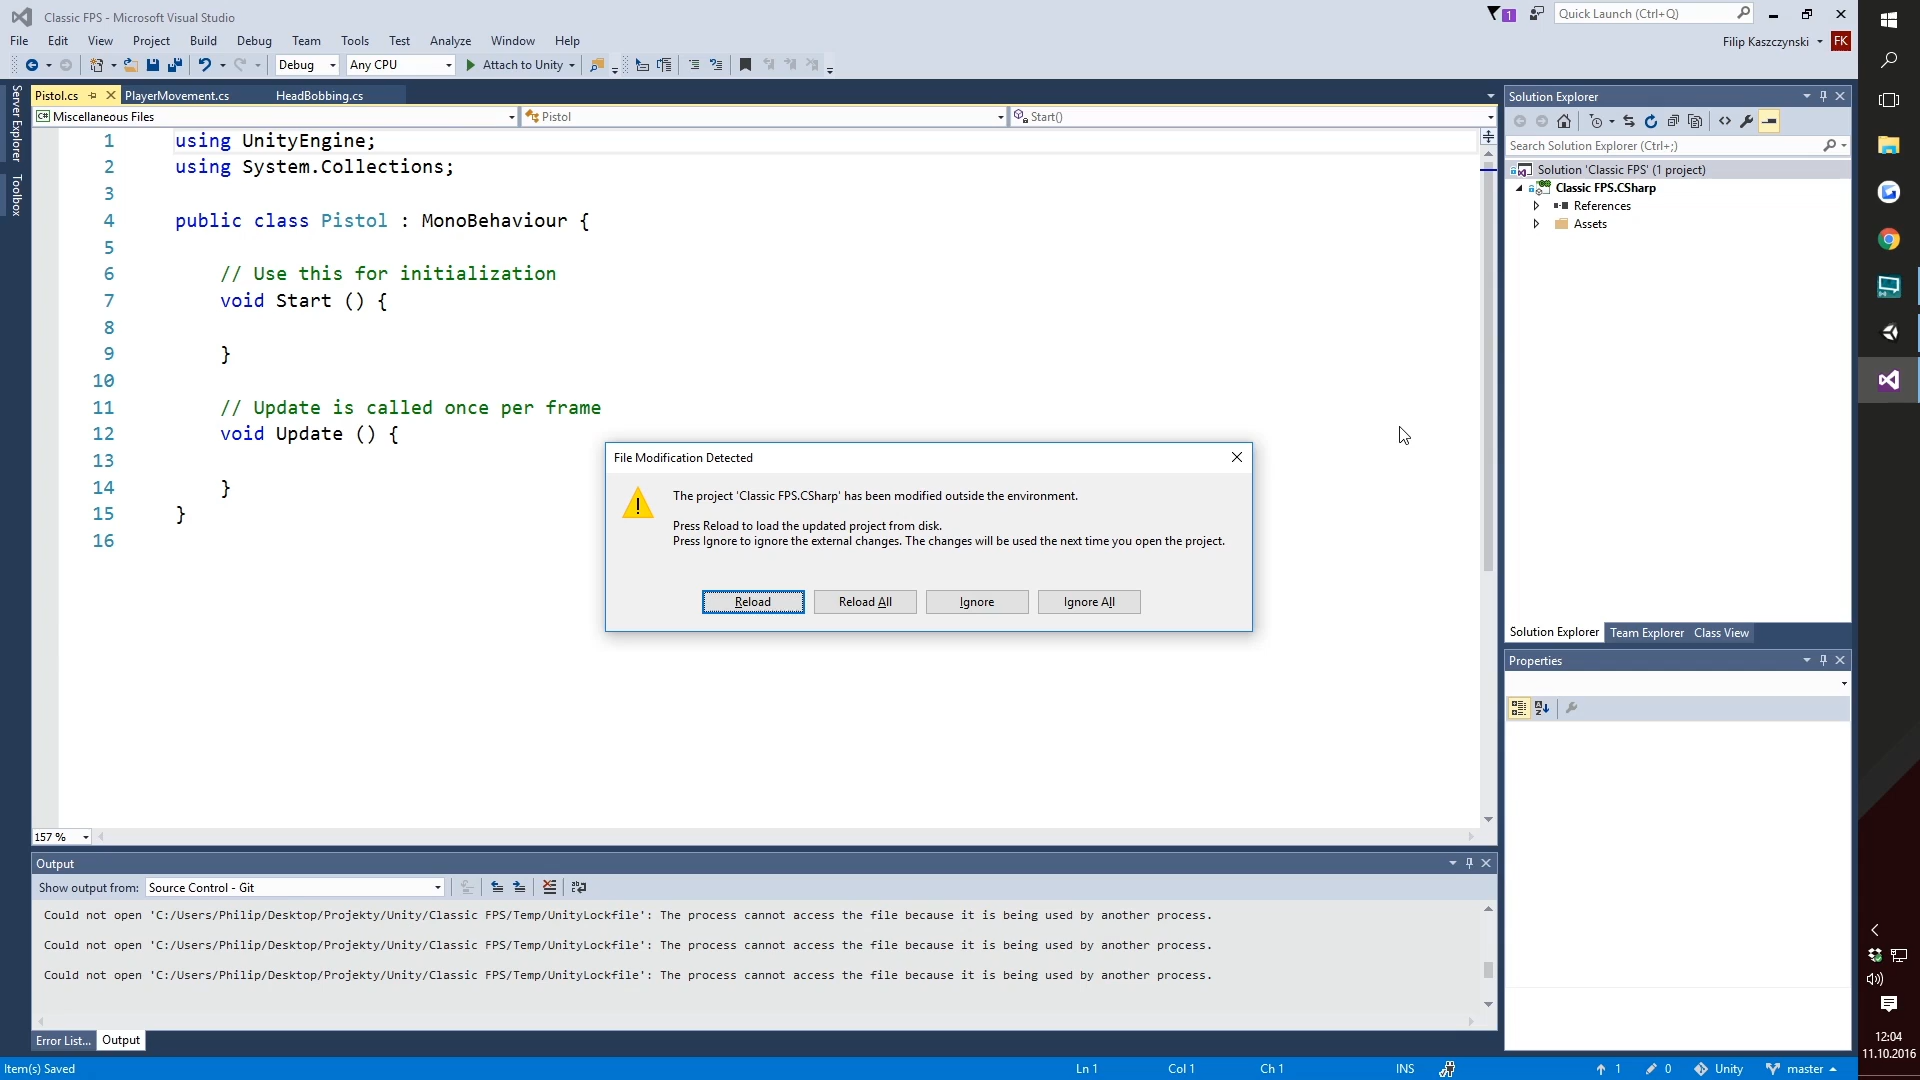 Classic FPS - Microsoft Visual Studio
1
Quick Launch (Ctrl+Q)
File Edit View Project Build Debug Team Tools Test Analyze Window Help
Filip Kaszczynski FK
Debug Any CPU Attach to Unity
Server Explorer
Toolbox
Pistol.cs PlayerMovement.cs HeadBobbing.cs
Miscellaneous Files Pistol Start()
1 using UnityEngine;
2 using System.Collections;
3
4 public class Pistol : MonoBehaviour {
5
6 // Use this for initialization
7 void Start () {
8
9 }
10
11 // Update is called once per frame
12 void Update () {
13
14 }
15 }
16
157 %
File Modification Detected
The project 'Classic FPS.CSharp' has been modified outside the environment.
Press Reload to load the updated project from disk.
Press Ignore to ignore the external changes. The changes will be used the next time you open the project.
Reload Reload All Ignore Ignore All
Solution Explorer
Search Solution Explorer (Ctrl+;)
Solution 'Classic FPS' (1 project)
Classic FPS.CSharp
References
Assets
Solution Explorer Team Explorer Class View
Properties
Output
Show output from: Source Control - Git
Could not open 'C:/Users/Philip/Desktop/Projekty/Unity/Classic FPS/Temp/UnityLockfile': The process cannot access the file because it is being used by another process.
Could not open 'C:/Users/Philip/Desktop/Projekty/Unity/Classic FPS/Temp/UnityLockfile': The process cannot access the file because it is being used by another process.
Could not open 'C:/Users/Philip/Desktop/Projekty/Unity/Classic FPS/Temp/UnityLockfile': The process cannot access the file because it is being used by another process.
Error List... Output
Item(s) Saved Ln 1 Col 1 Ch 1 INS 1 0 Unity master
12:04
11.10.2016